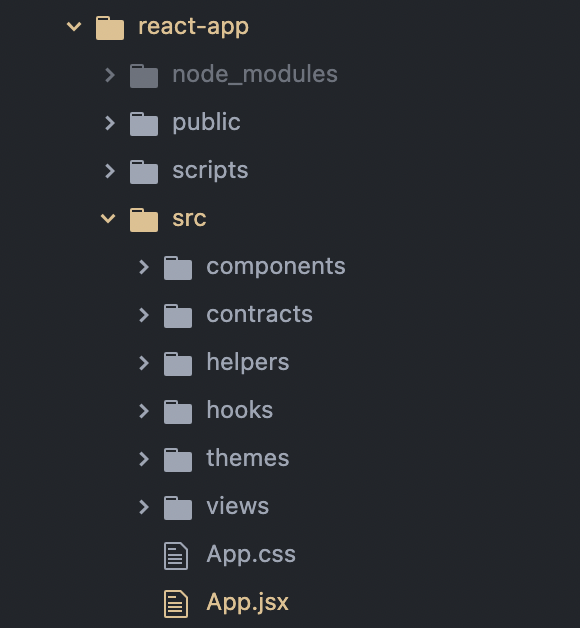 react-app
node_modules
public
scripts
src
components
contracts
helpers
hooks
themes
views
App.css
App.jsx